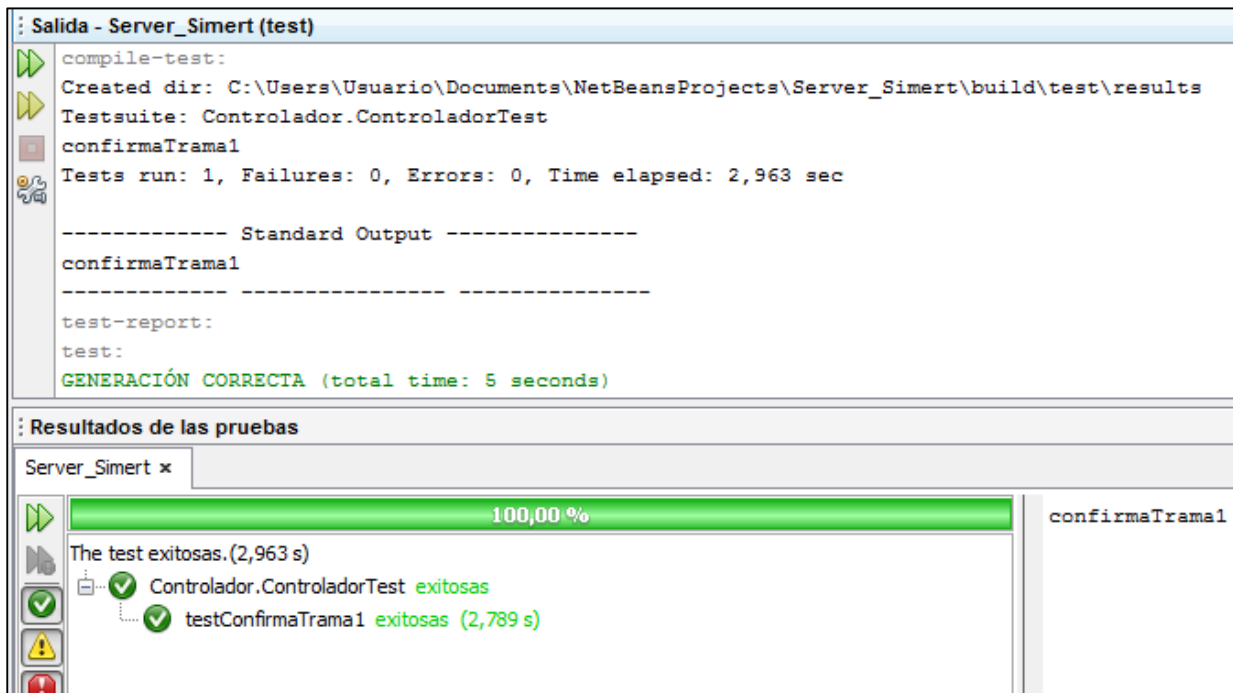 Salida - Server_Simert (test)
compile-test:
Created dir: C:\Users\Usuario\Documents\NetBeansProjects\Server_Simert\build\test\results
Testsuite: Controlador.ControladorTest
confirmaTrama1
Tests run: 1, Failures: 0, Errors: 0, Time elapsed: 2,963 sec
------------- Standard Output ---------------
confirmaTrama1
------------- ---------------- ---------------
test-report:
test:
GENERACIÓN CORRECTA (total time: 5 seconds)
Resultados de las pruebas
Server_Simert ×
100,00 %
The test exitosas.(2,963 s)
Controlador.ControladorTest exitosas
testConfirmaTrama1 exitosas (2,789 s)
confirmaTrama1